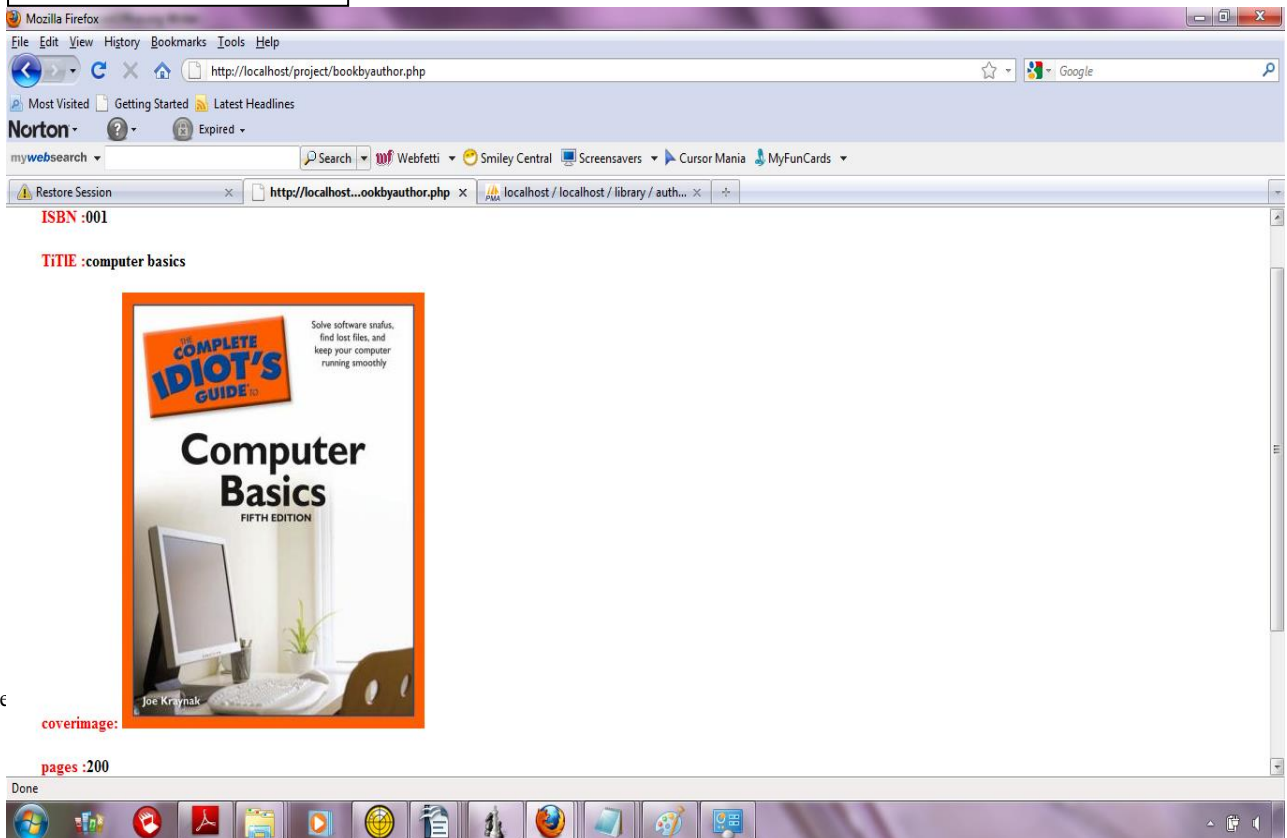 Mozilla Firefox
File Edit View History Bookmarks Tools Help
http://localhost/project/bookbyauthor.php
Google
Most Visited Getting Started Latest Headlines
Norton Expired
mywebsearch Search Webfetti Smiley Central Screensavers Cursor Mania MyFunCards
Restore Session http://localhost...ookbyauthor.php localhost / localhost / library / auth...
ISBN :001
TiTlE :computer basics
Solve software snafus,
find lost files, and
keep your computer
running smoothly
THE
COMPLETE
IDIOT'S
GUIDE TO
Computer
Basics
FIFTH EDITION
Joe Kraynak
e
coverimage:
pages :200
Done